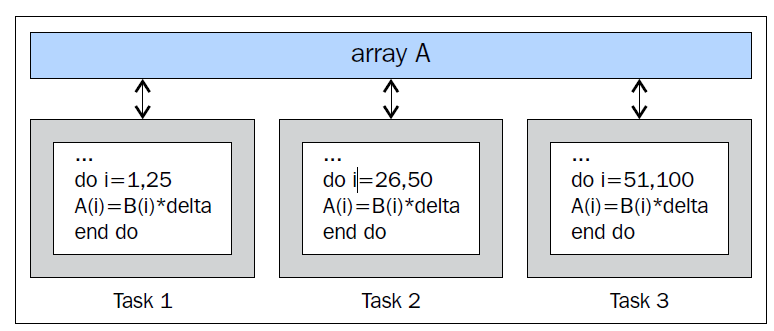 array A
...
do i=1,25
A(i)=B(i)*delta
end do
Task 1
...
do i=26,50
A(i)=B(i)*delta
end do
Task 2
...
do i=51,100
A(i)=B(i)*delta
end do
Task 3